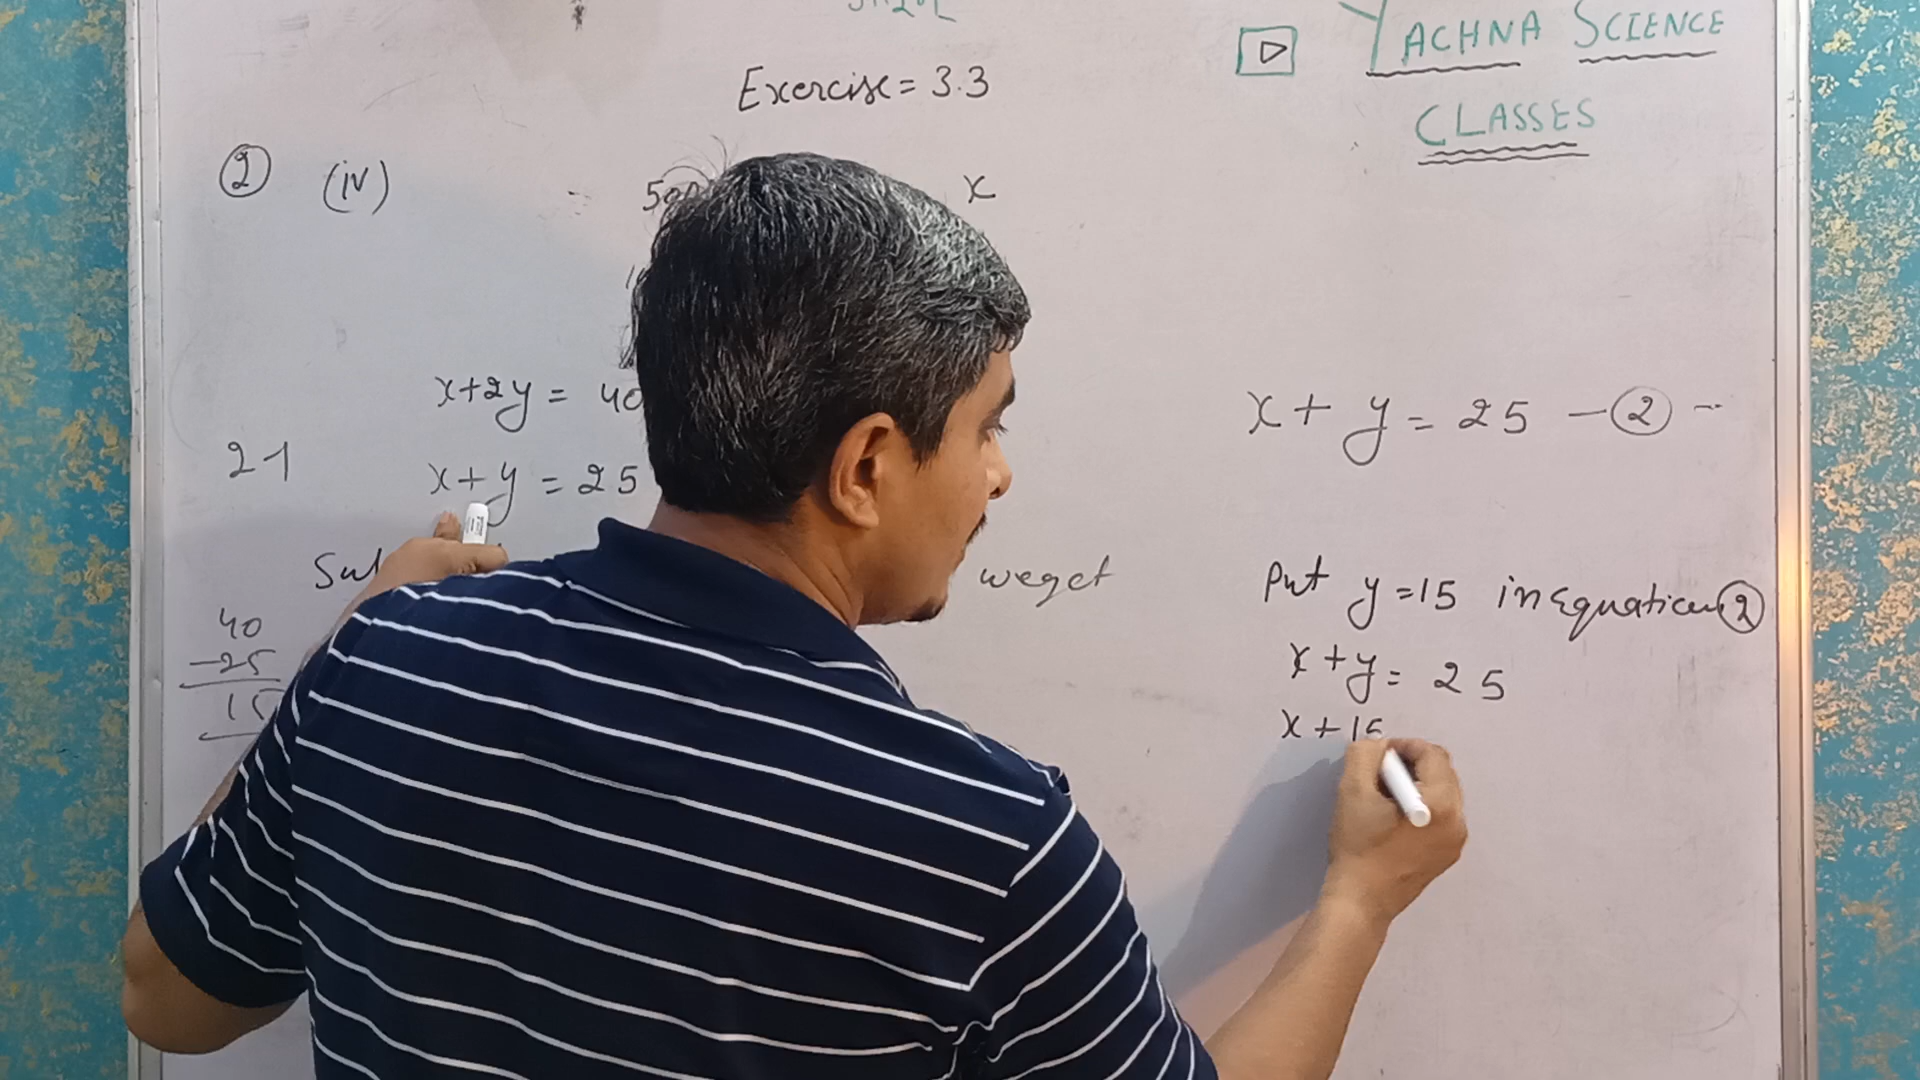 YACHNA SCIENCE
CLASSES
Exercise = 3.3
② (iv)
x
x+2y = 40
x+y = 25
21
weget
40
-25
15
x + y = 25 - ②
Put y = 15 in equation ②
x + y = 25
x + 15